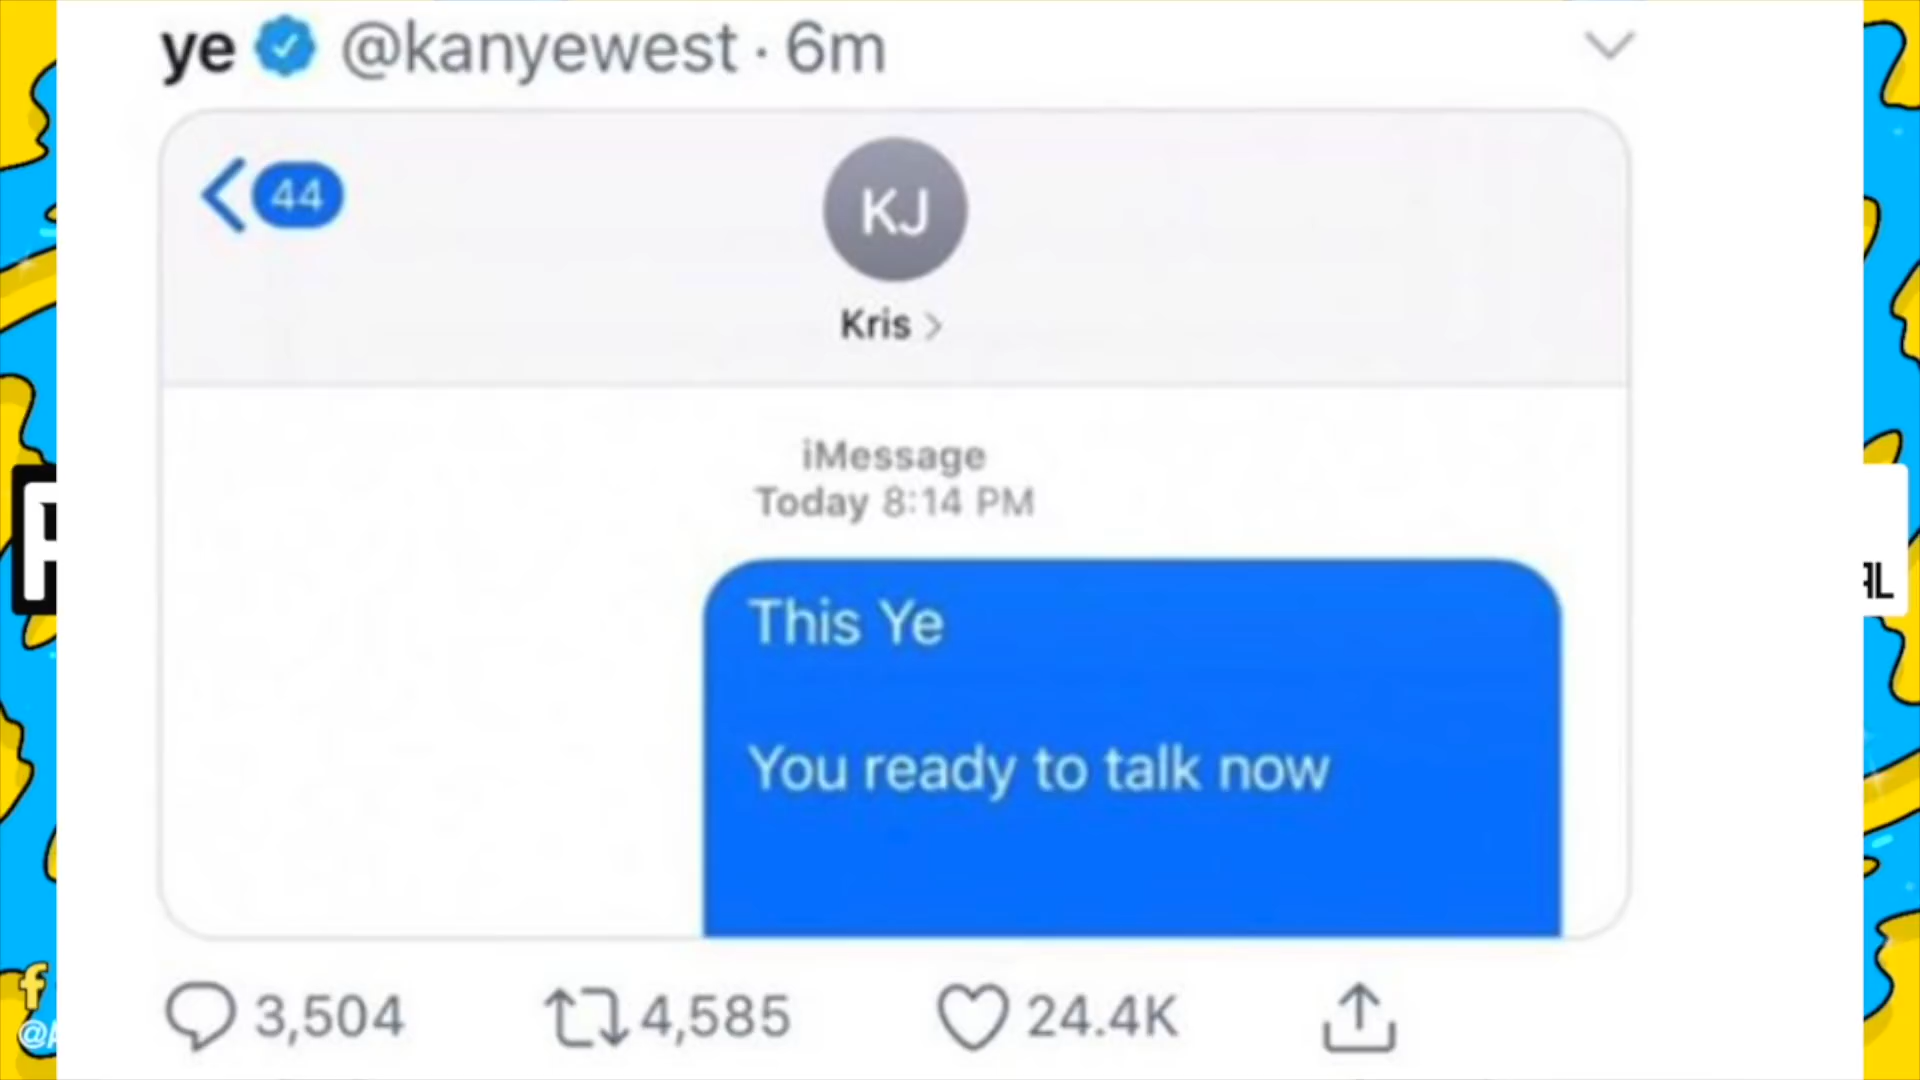 ye @kanyewest · 6m
44
KJ
Kris >
iMessage
Today 8:14 PM
This Ye
You ready to talk now
3,504 4,585 24.4K